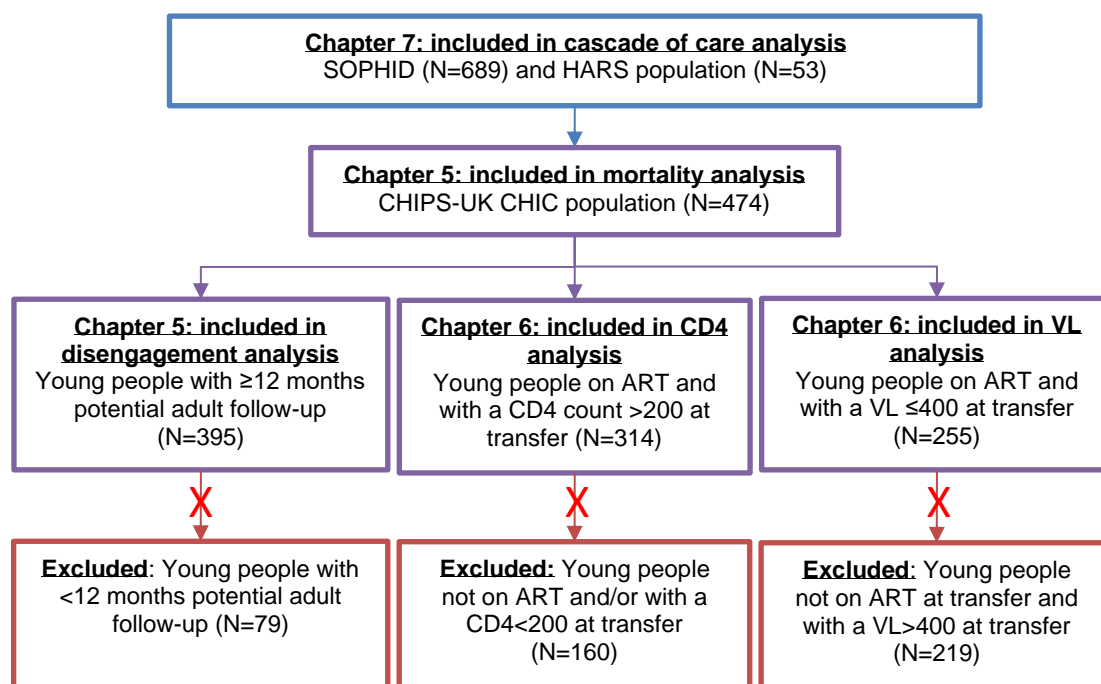 Chapter 7: included in cascade of care analysis
SOPHID (N=689) and HARS population (N=53)
Chapter 5: included in mortality analysis
CHIPS-UK CHIC population (N=474)
Chapter 5: included in
disengagement analysis
Young people with ≥12 months
potential adult follow-up
(N=395)
Chapter 6: included in CD4
analysis
Young people on ART and
with a CD4 count >200 at
transfer (N=314)
Chapter 6: included in VL
analysis
Young people on ART and
with a VL ≤400 at transfer
(N=255)
X
X
X
Excluded: Young people with
<12 months potential adult
follow-up (N=79)
Excluded: Young people
not on ART and/or with a
CD4<200 at transfer
(N=160)
Excluded: Young people
not on ART at transfer and
with a VL>400 at transfer
(N=219)